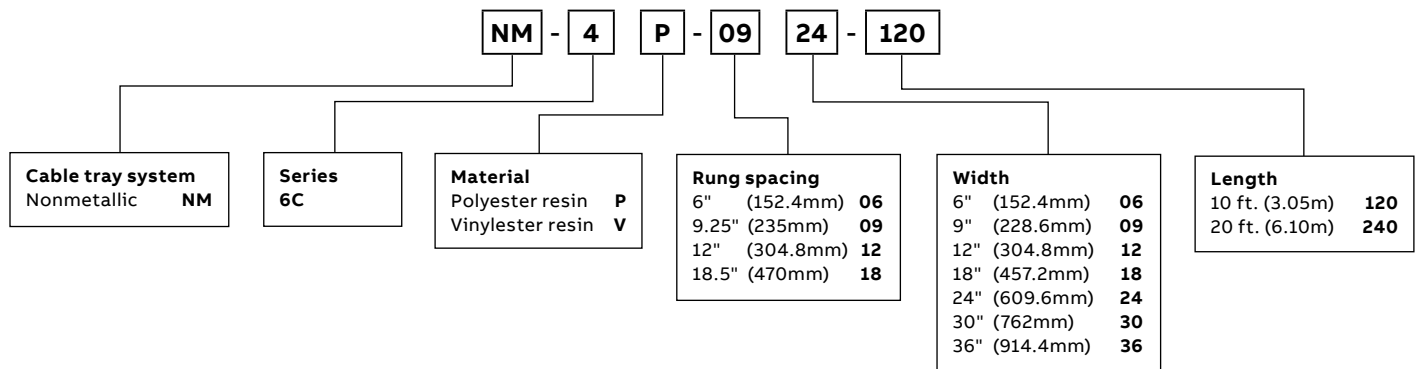 NM - 4 P - 09 24 - 120
Cable tray system
Nonmetallic NM
Series
6C
Material
Polyester resin P
Vinylester resin V
Rung spacing
6" (152.4mm) 06
9.25" (235mm) 09
12" (304.8mm) 12
18.5" (470mm) 18
Width
6" (152.4mm) 06
9" (228.6mm) 09
12" (304.8mm) 12
18" (457.2mm) 18
24" (609.6mm) 24
30" (762mm) 30
36" (914.4mm) 36
Length
10 ft. (3.05m) 120
20 ft. (6.10m) 240